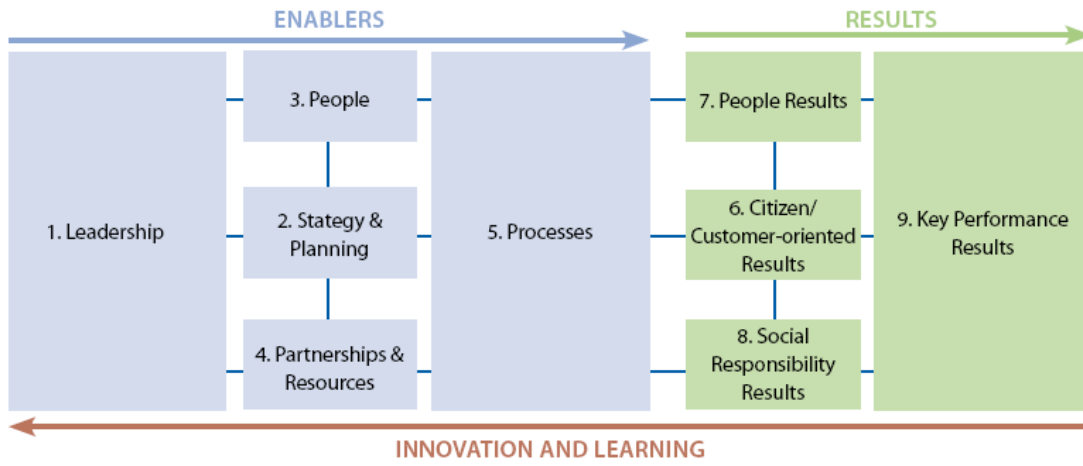 ENABLERS
RESULTS
1. Leadership
3. People
2. Stategy &
Planning
4. Partnerships &
Resources
5. Processes
7. People Results
6. Citizen/
Customer-oriented
Results
8. Social
Responsibility
Results
9. Key Performance
Results
INNOVATION AND LEARNING